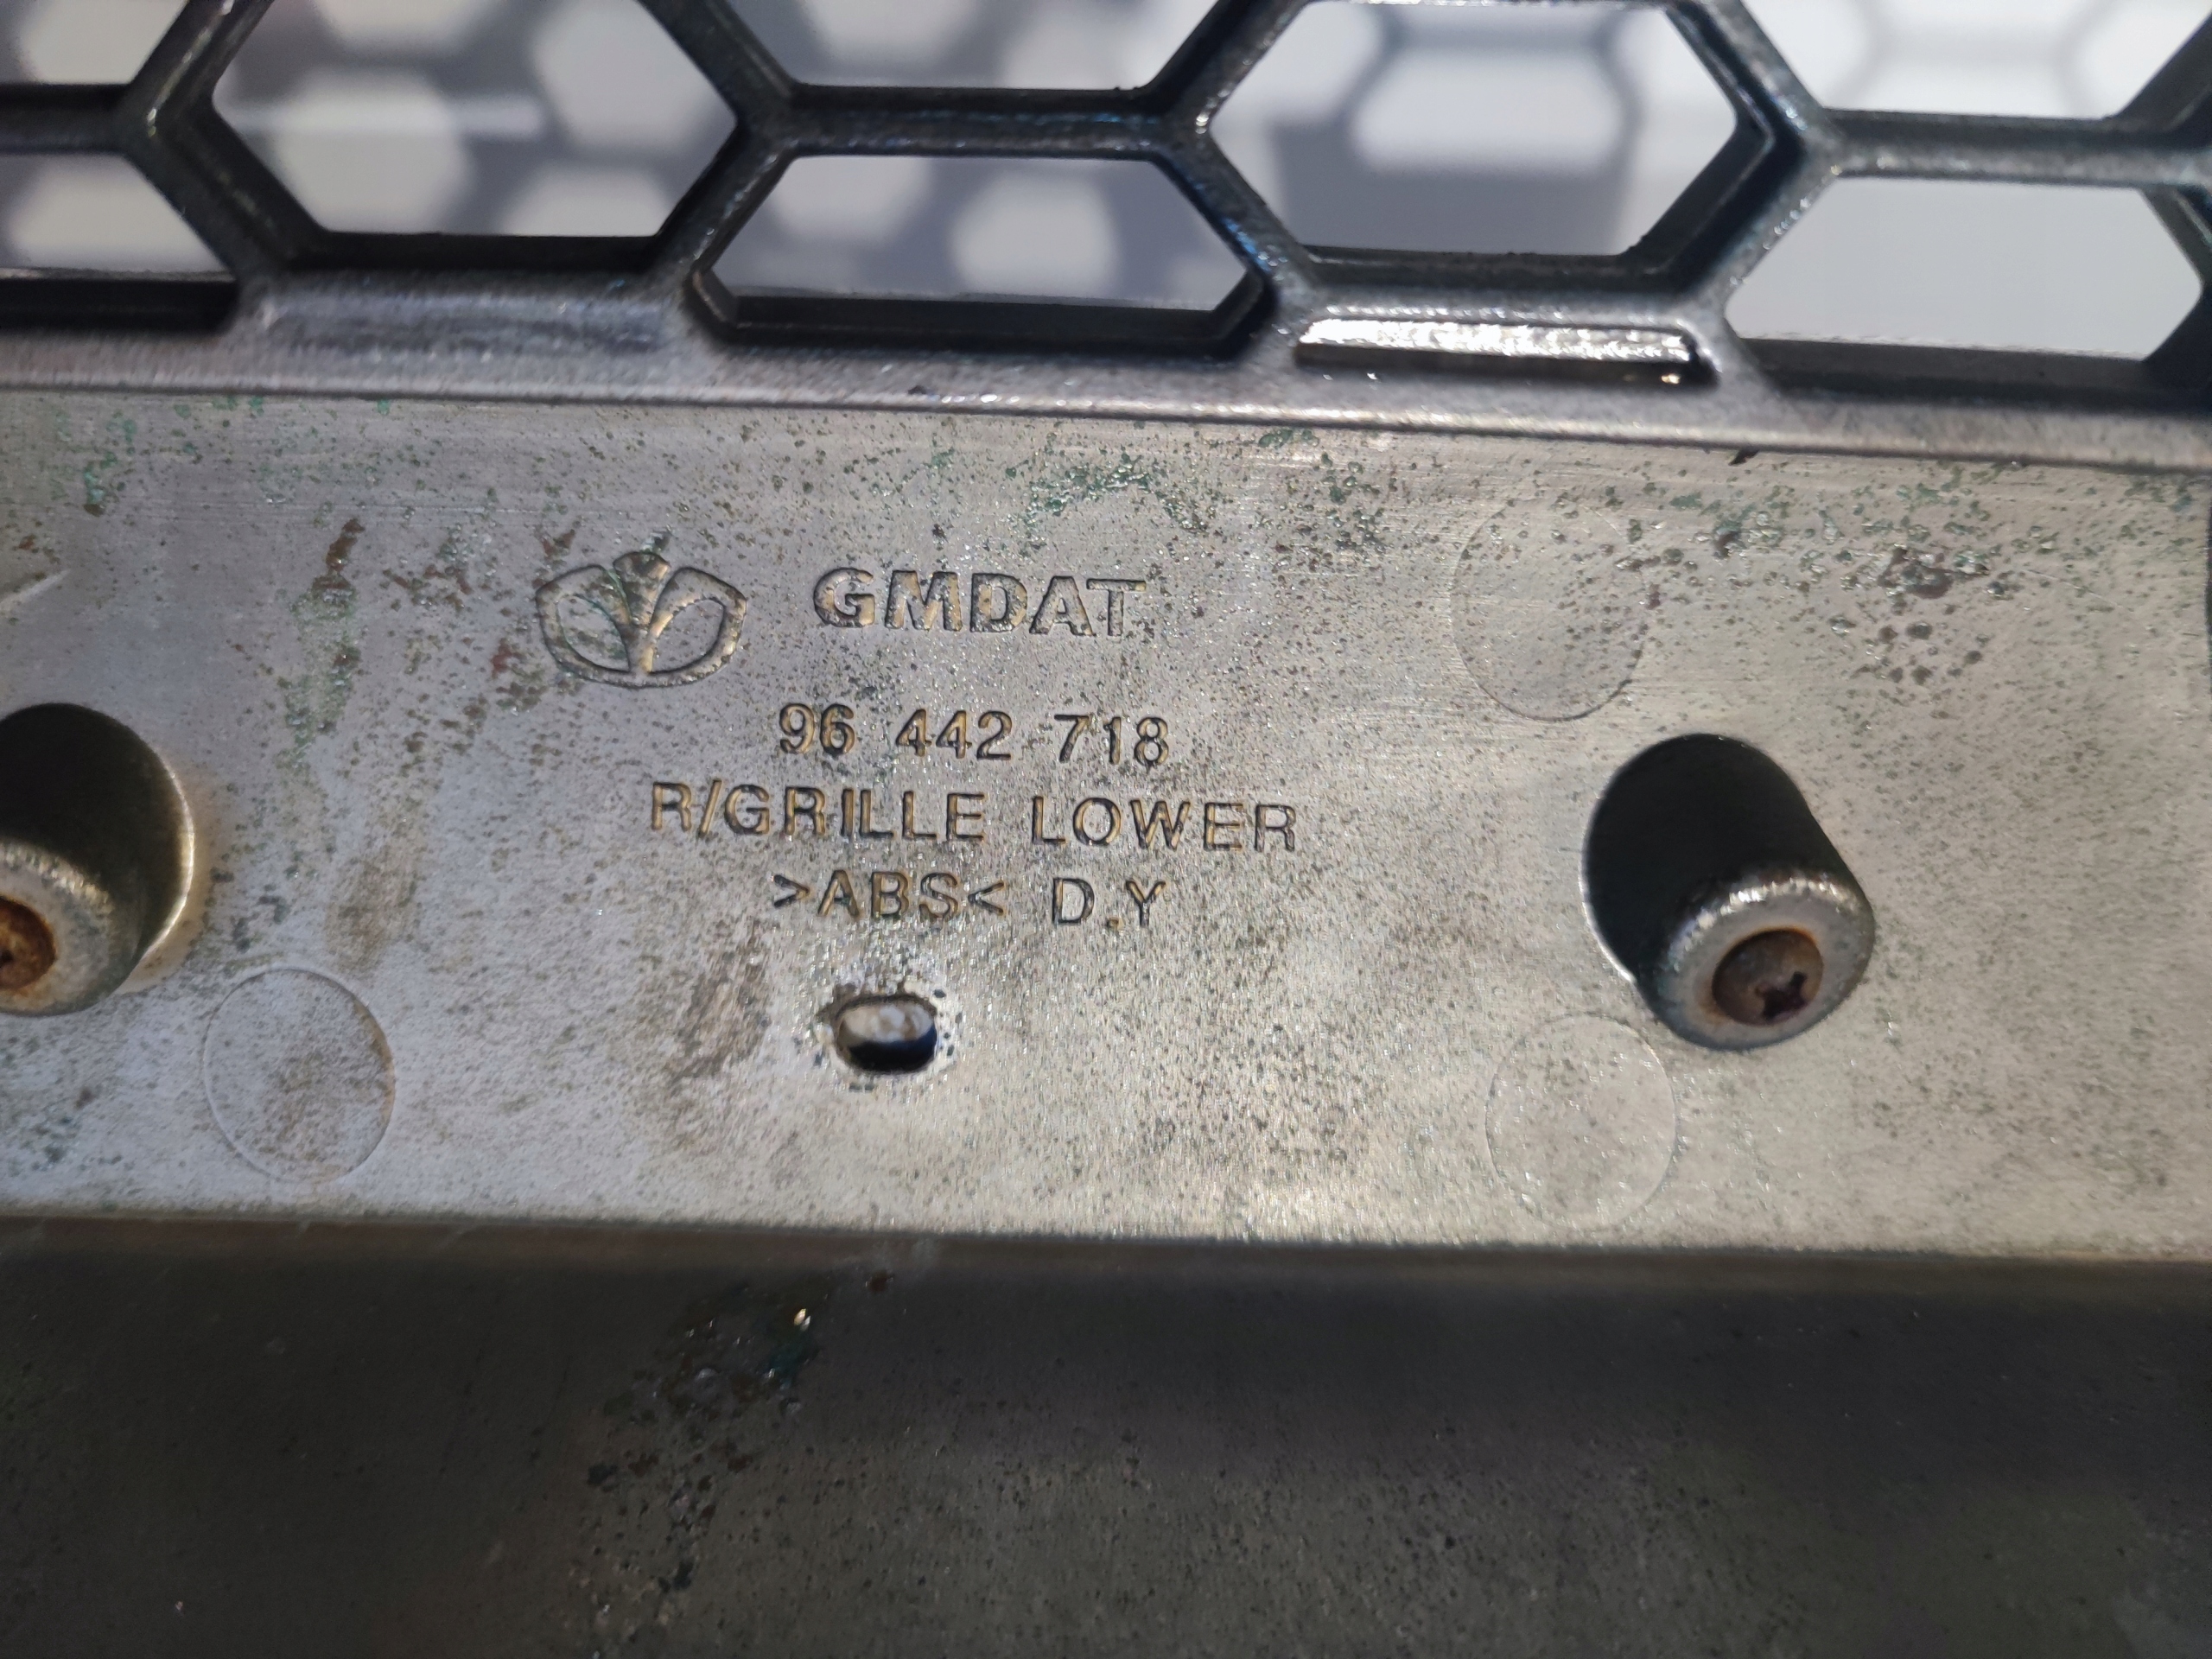 GMDAT
96 442 718
R/GRILLE LOWER
>ABS< D.Y